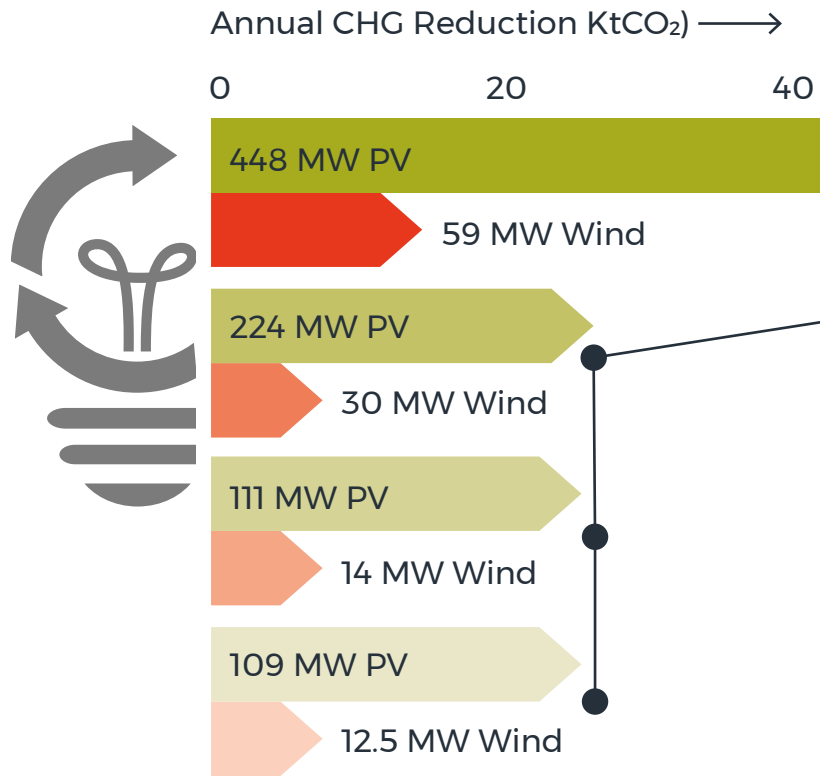 Annual CHG Reduction KtCO₂)
0 20 40
448 MW PV
59 MW Wind
224 MW PV
30 MW Wind
111 MW PV
14 MW Wind
109 MW PV
12.5 MW Wind